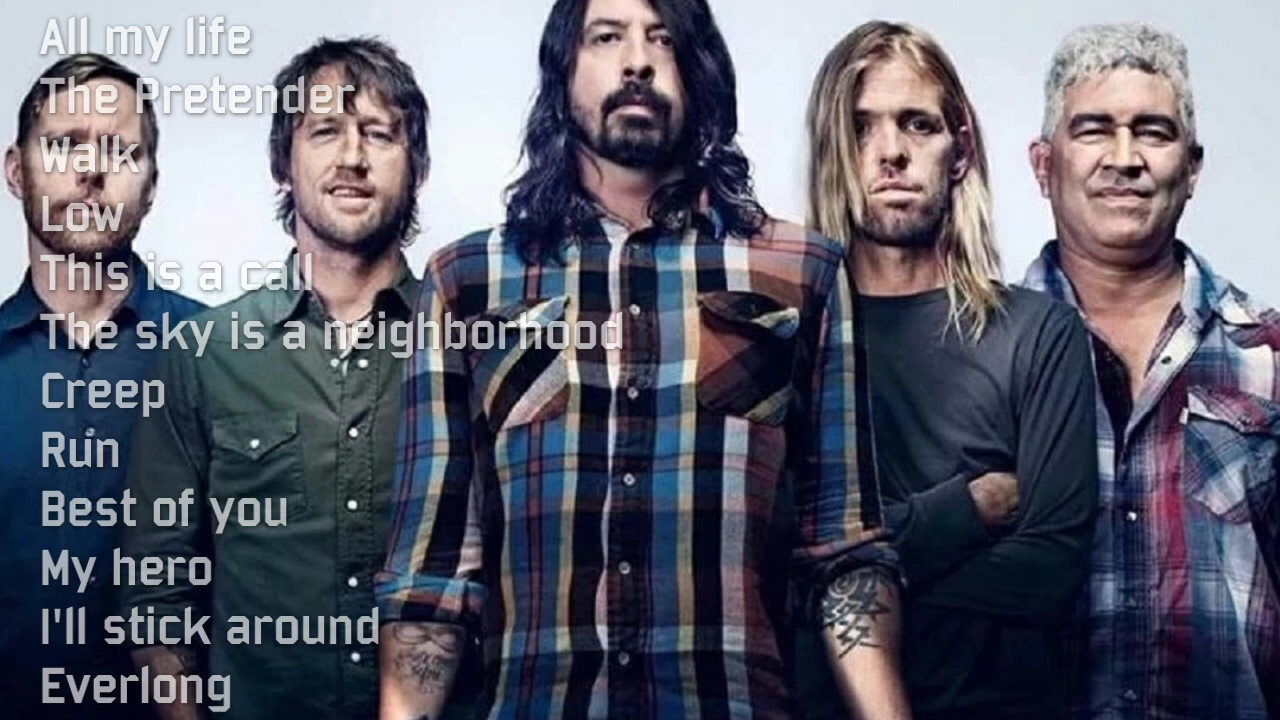 All my life
The Pretender
Walk
Low
This is a call
The sky is a neighborhood
Creep
Run
Best of you
My hero
I'll stick around
Everlong